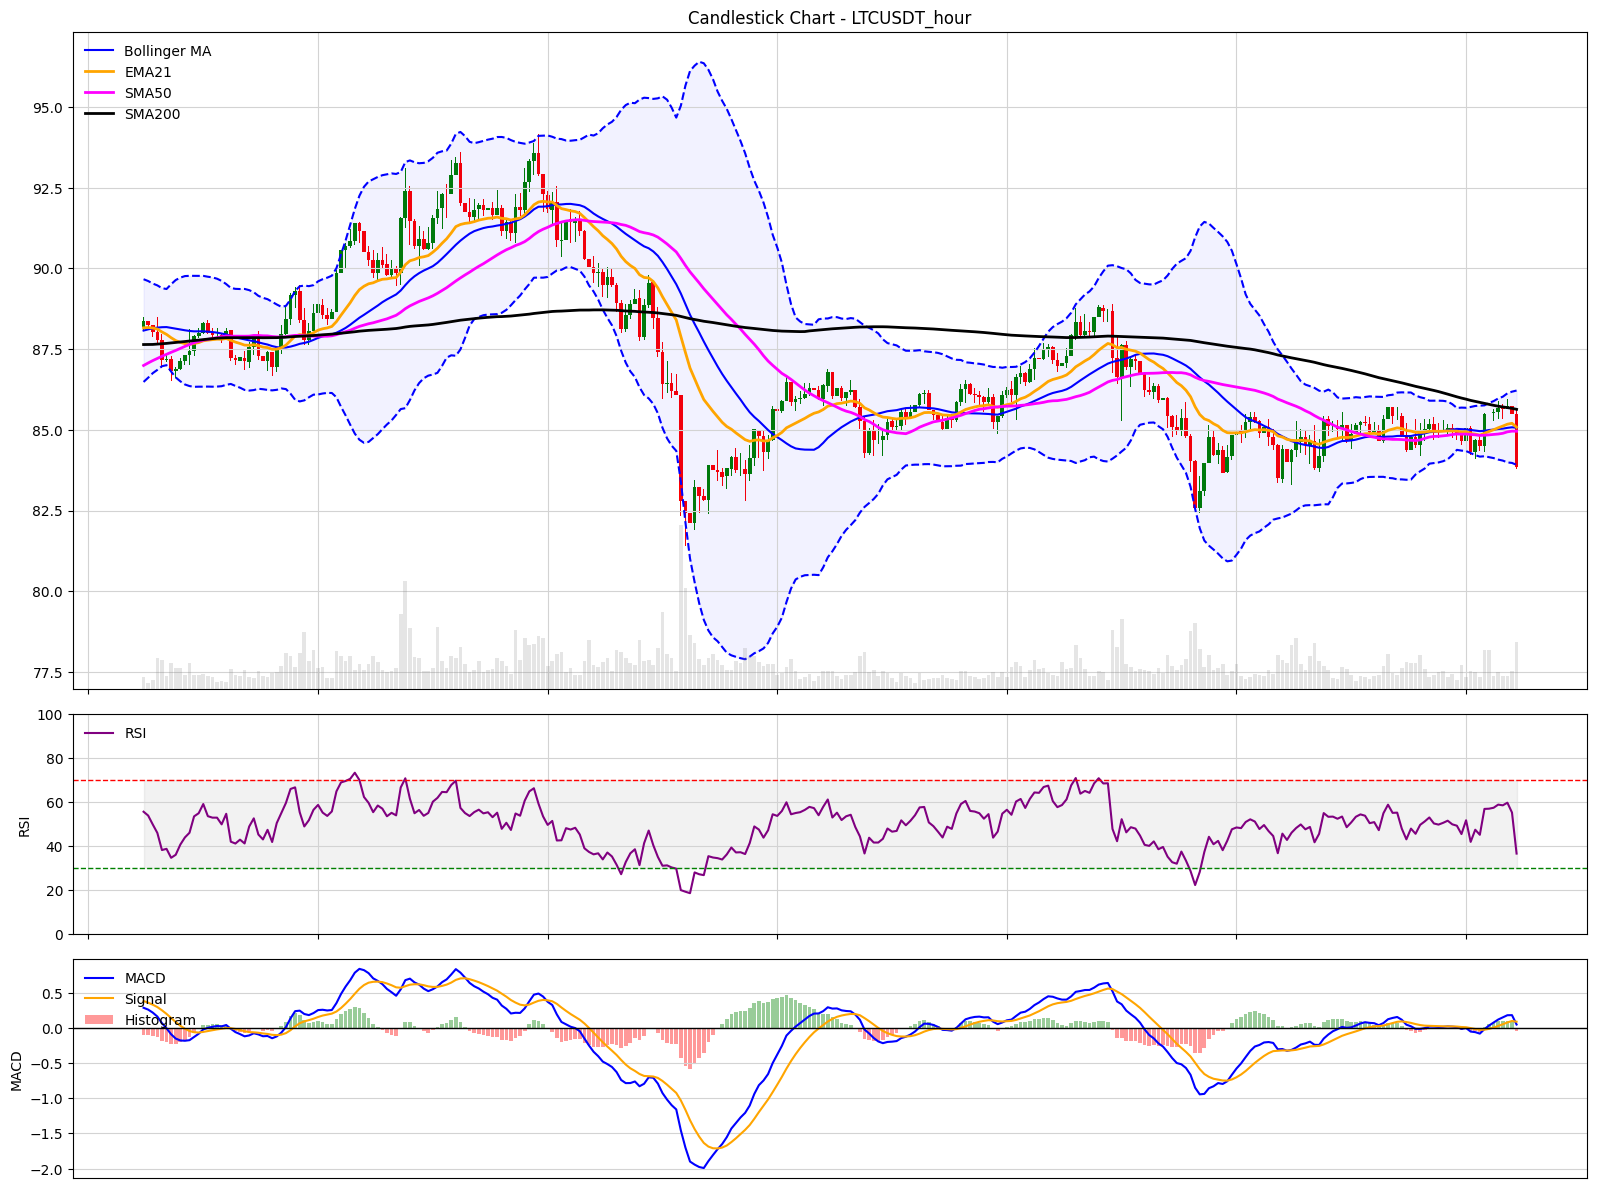 Candlestick Chart - LTCUSDT_hour
Bollinger MA
EMA21
SMA50
SMA200
95.0
92.5
90.0
87.5
85.0
82.5
80.0
77.5
RSI
100
80
60
40
20
0
RSI
MACD
Signal
Histogram
0.5
0.0
−0.5
−1.0
−1.5
−2.0
MACD